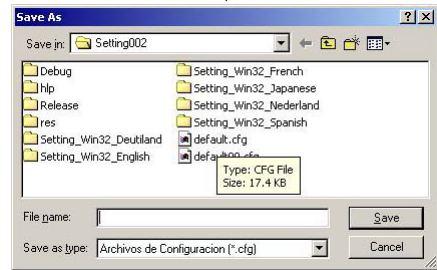 Save As
Save in: Setting002
Debug
hlp
Release
res
Setting_Win32_Deutiland
Setting_Win32_English
Setting_Win32_French
Setting_Win32_Japanese
Setting_Win32_Nederland
Setting_Win32_Spanish
default.cfg
Type: CFG File
Size: 17.4 KB
File name:
Save
Save as type: Archivos de Configuracion (*.cfg)
Cancel